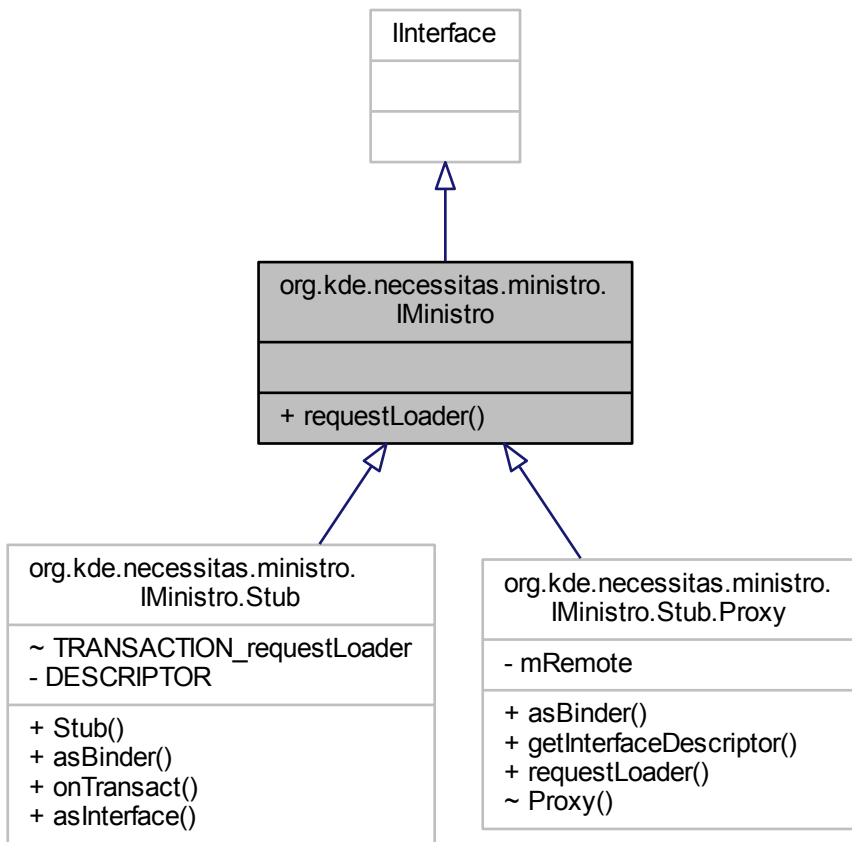 IInterface
org.kde.necessitas.ministro.
IMinistro
+ requestLoader()
org.kde.necessitas.ministro.
IMinistro.Stub
~ TRANSACTION_requestLoader
- DESCRIPTOR
+ Stub()
+ asBinder()
+ onTransact()
+ asInterface()
org.kde.necessitas.ministro.
IMinistro.Stub.Proxy
- mRemote
+ asBinder()
+ getInterfaceDescriptor()
+ requestLoader()
~ Proxy()